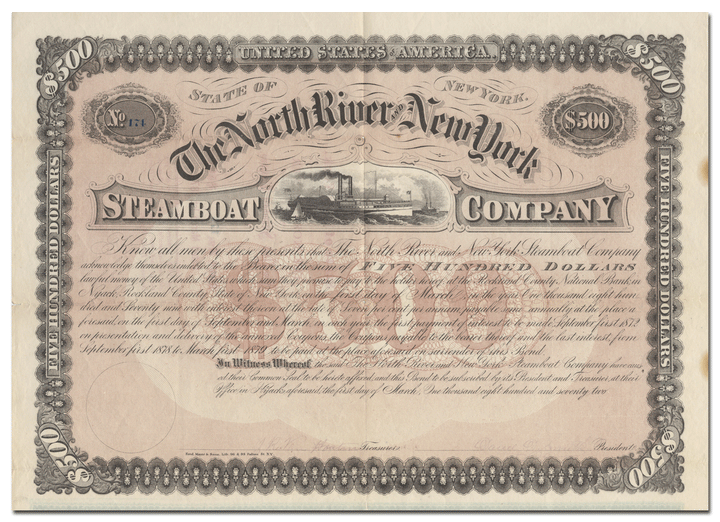 $500
UNITED STATES OF AMERICA.
$500
STATE OF NEW YORK.
No 174
$500
The North River and New York
STEAMBOAT COMPANY
FIVE HUNDRED DOLLARS
FIVE HUNDRED DOLLARS
$500
Know all men by these presents that The North River and New York Steamboat Company
acknowledge themselves indebted to the Bearer in the sum of FIVE HUNDRED DOLLARS
lawful money of the United States which sum they promise to pay to the holder hereof at the Rockland County National Bank in
Nyack, Rockland County, State of New York on the first day of March in the year one thousand eight hun
dred and Seventy nine with interest thereon at the rate of Seven per centum per annum, payable semi annually at the place a
foresaid, on the first day of September and March, in each year the first payment of interest to be made September first 1872
on presentation and delivery of the annexed Coupons, the Coupons payable to the bearer thereof and the last interest, from
September first 1878 to March first 1879 to be paid at the place aforesaid on surrender of this Bond.
In Witness Whereof the said The North River and New York Steamboat Company have caus
ed their Common Seal to be hereto affixed, and this Bond to be subscribed by its President and Treasurer, at their
Office in Nyack aforesaid, the first day of March One thousand eight hundred and seventy two
Treasurer
President
$500
$500